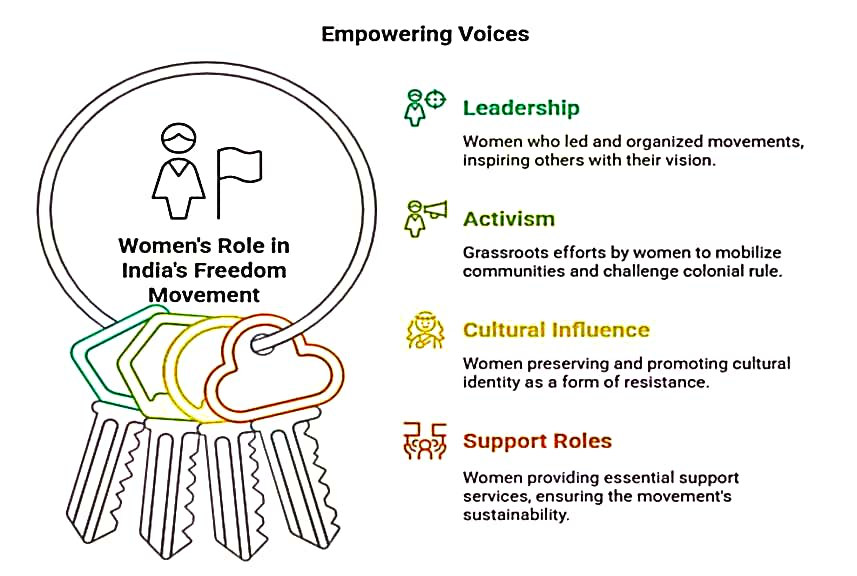 Empowering Voices
Women's Role in
India's Freedom
Movement
Leadership
Women who led and organized movements,
inspiring others with their vision.
Activism
Grassroots efforts by women to mobilize
communities and challenge colonial rule.
Cultural Influence
Women preserving and promoting cultural
identity as a form of resistance.
Support Roles
Women providing essential support
services, ensuring the movement's
sustainability.